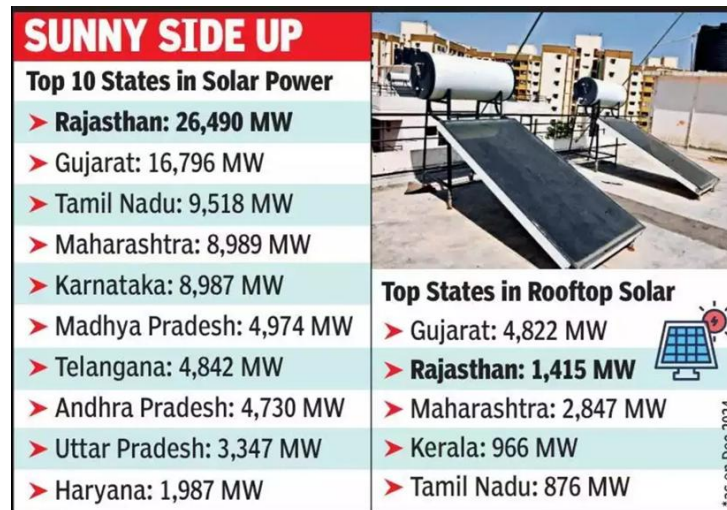 SUNNY SIDE UP
Top 10 States in Solar Power
➤ Rajasthan: 26,490 MW
➤ Gujarat: 16,796 MW
➤ Tamil Nadu: 9,518 MW
➤ Maharashtra: 8,989 MW
➤ Karnataka: 8,987 MW
➤ Madhya Pradesh: 4,974 MW
➤ Telangana: 4,842 MW
➤ Andhra Pradesh: 4,730 MW
➤ Uttar Pradesh: 3,347 MW
➤ Haryana: 1,987 MW
Top States in Rooftop Solar
➤ Gujarat: 4,822 MW
➤ Rajasthan: 1,415 MW
➤ Maharashtra: 2,847 MW
➤ Kerala: 966 MW
➤ Tamil Nadu: 876 MW